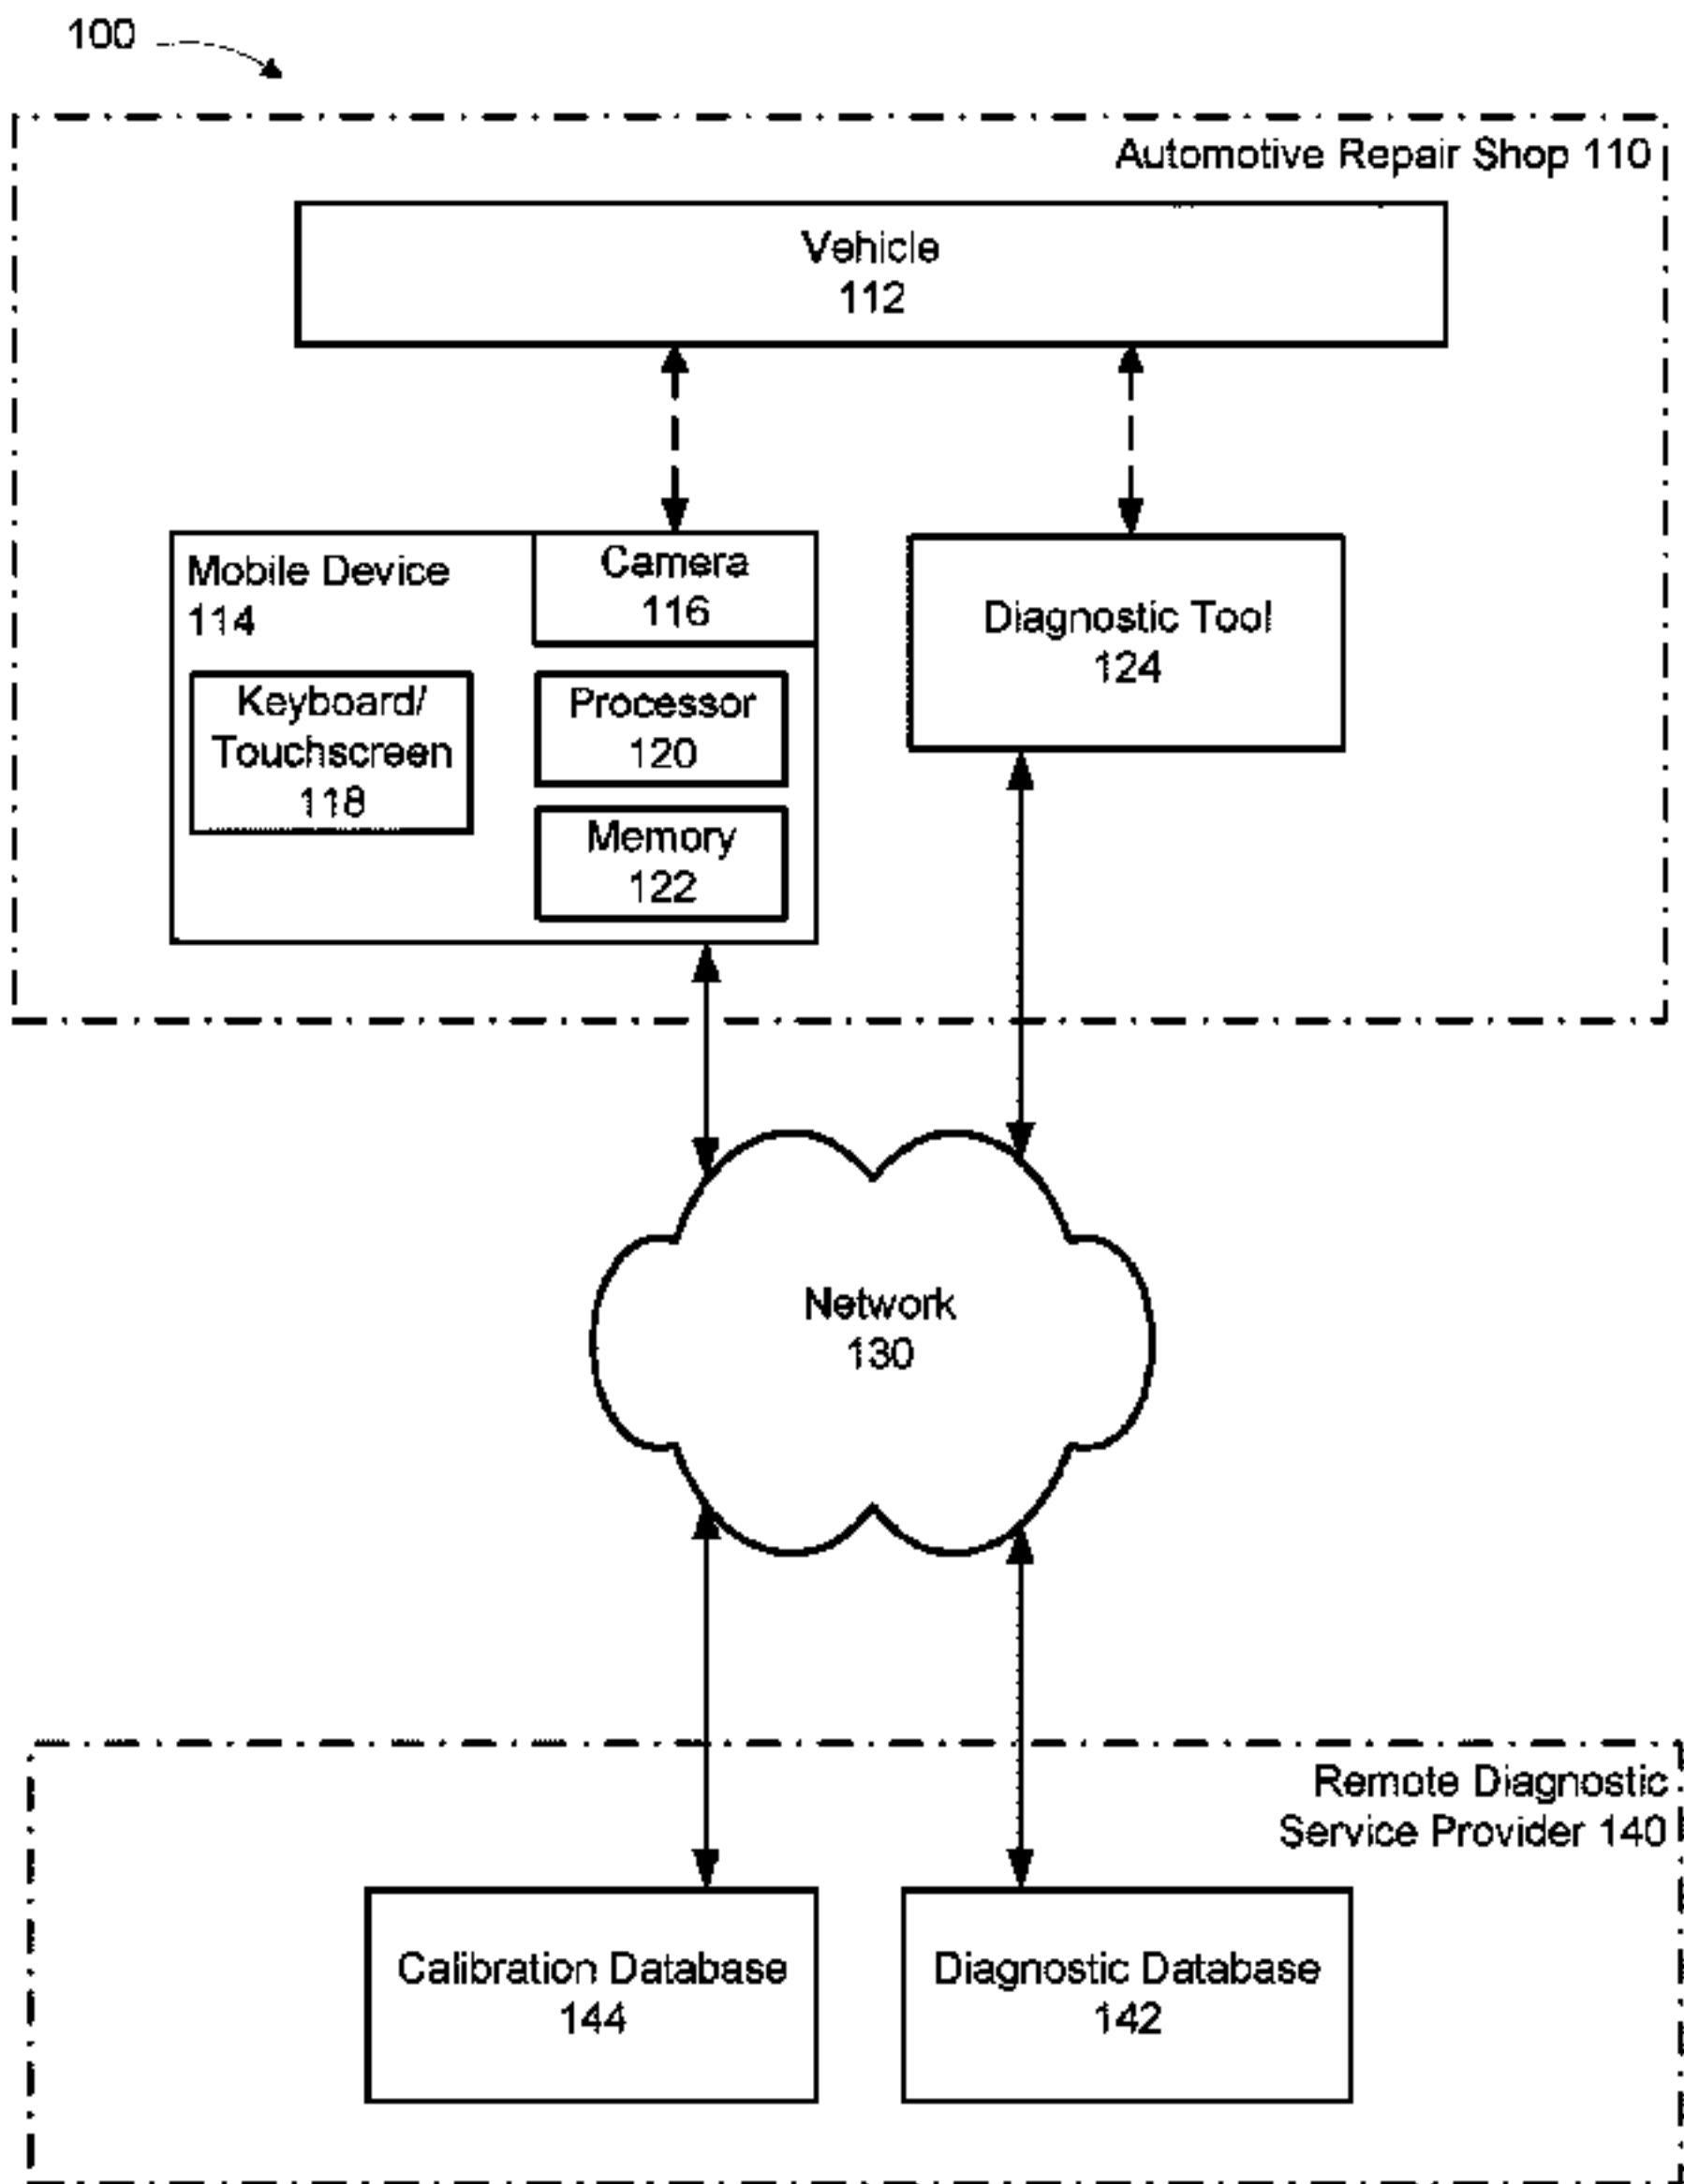 100
Automotive Repair Shop 110
Vehicle
112
Mobile Device
114
Camera
116
Keyboard/
Touchscreen
118
Processor
120
Memory
122
Diagnostic Tool
124
Network
130
Remote Diagnostic
Service Provider 140
Calibration Database
144
Diagnostic Database
142